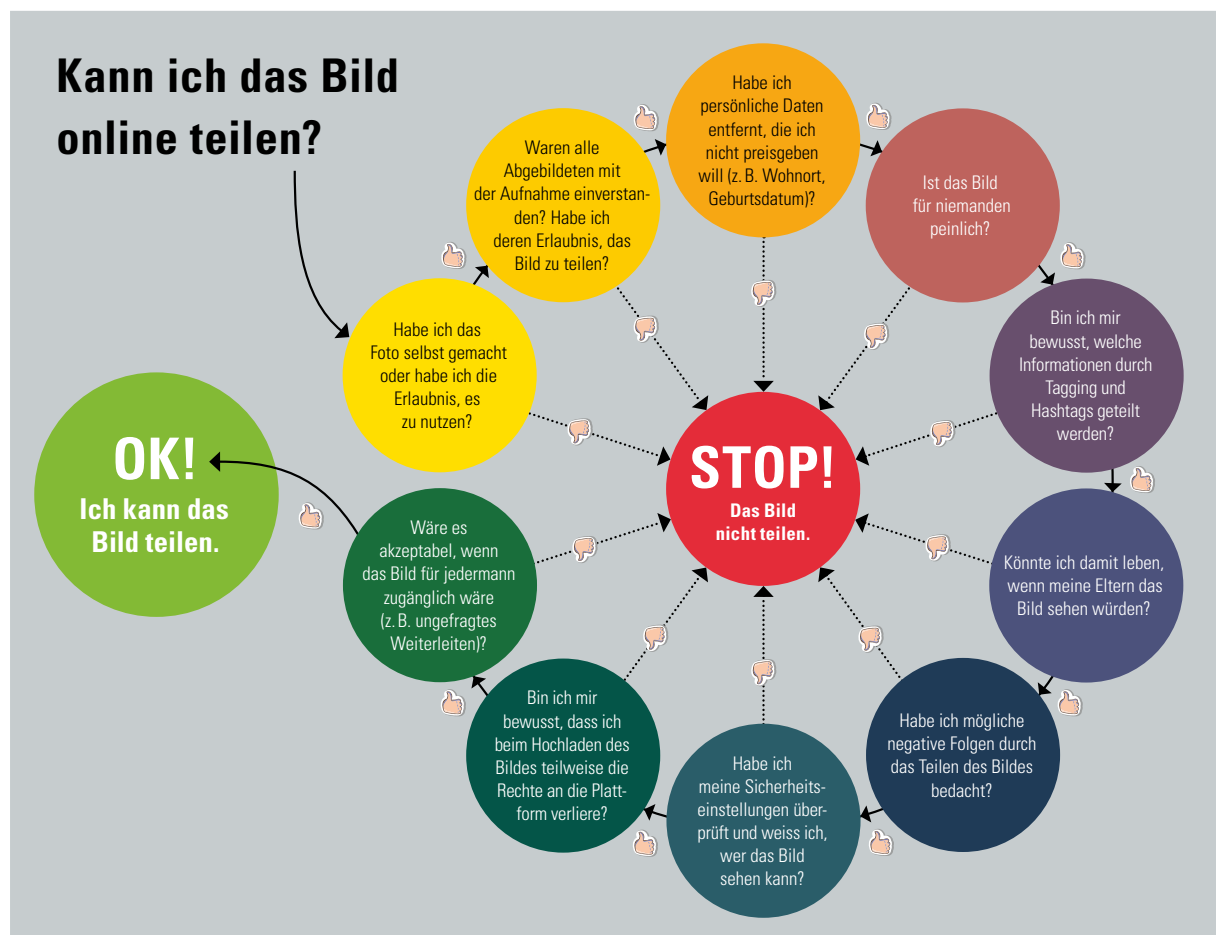 Kann ich das Bild
online teilen?
Habe ich das
Foto selbst gemacht
oder habe ich die
Erlaubnis, es
zu nutzen?
Waren alle
Abgebildeten mit
der Aufnahme einverstan-
den? Habe ich
deren Erlaubnis, das
Bild zu teilen?
Habe ich
persönliche Daten
entfernt, die ich
nicht preisgeben
will (z. B. Wohnort,
Geburtsdatum)?
Ist das Bild
für niemanden
peinlich?
Bin ich mir
bewusst, welche
Informationen durch
Tagging und
Hashtags geteilt
werden?
Könnte ich damit leben,
wenn meine Eltern das
Bild sehen würden?
Habe ich mögliche
negative Folgen durch
das Teilen des Bildes
bedacht?
Habe ich
meine Sicherheits-
einstellungen über-
prüft und weiss ich,
wer das Bild
sehen kann?
Bin ich mir
bewusst, dass ich
beim Hochladen des
Bildes teilweise die
Rechte an die Platt-
form verliere?
Wäre es
akzeptabel, wenn
das Bild für jedermann
zugänglich wäre
(z. B. ungefragtes
Weiterleiten)?
OK!
Ich kann das
Bild teilen.
STOP!
Das Bild
nicht teilen.